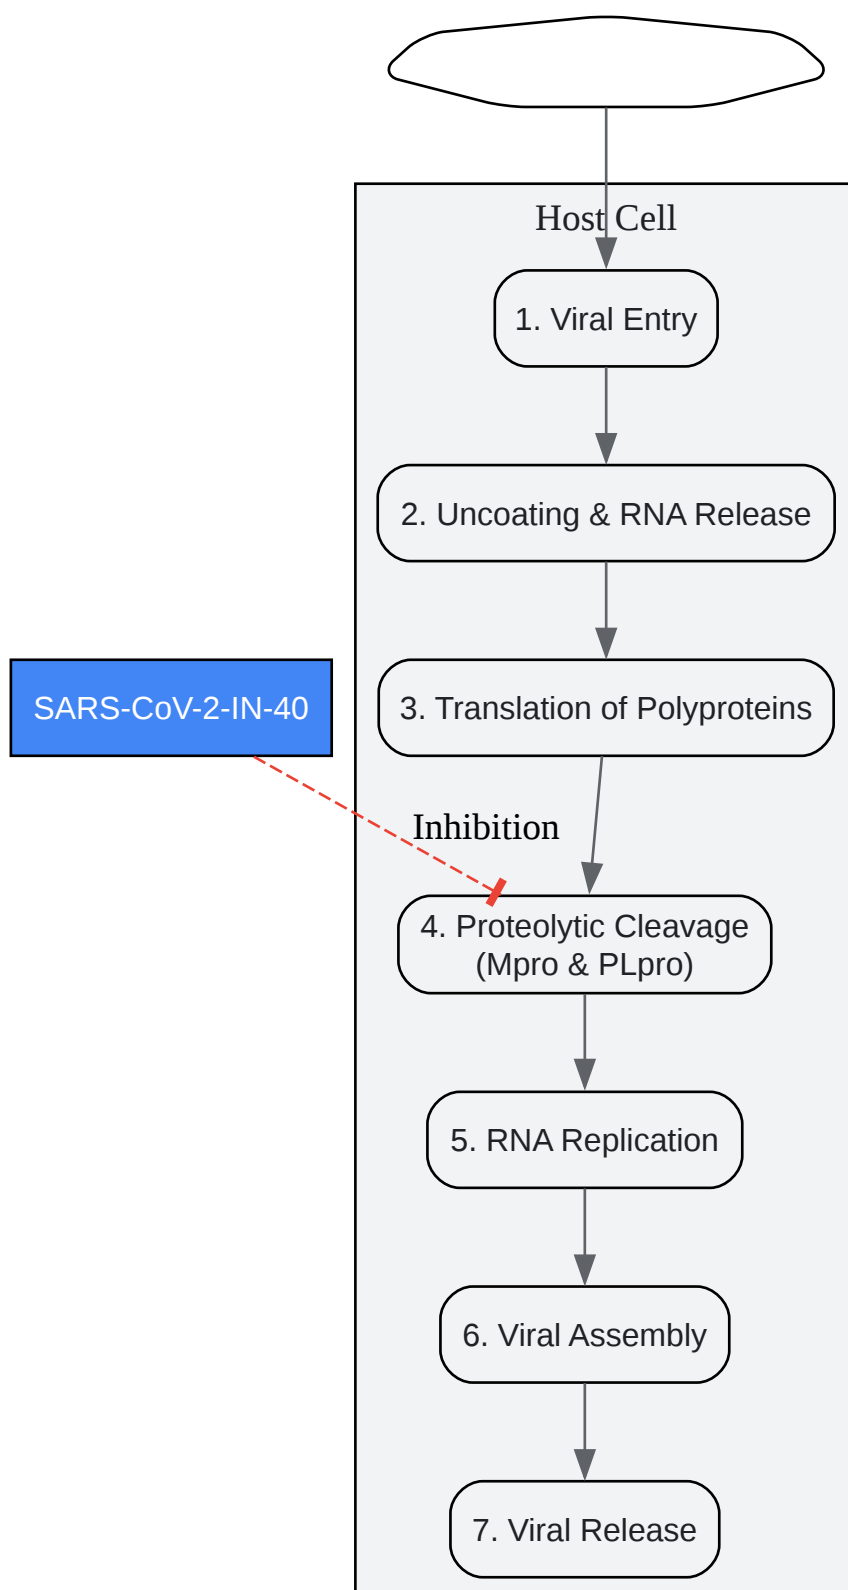 Host Cell
1. Viral Entry
2. Uncoating & RNA Release
SARS-CoV-2-IN-40
3. Translation of Polyproteins
Inhibition
4. Proteolytic Cleavage
(Mpro & PLpro)
5. RNA Replication
6. Viral Assembly
7. Viral Release